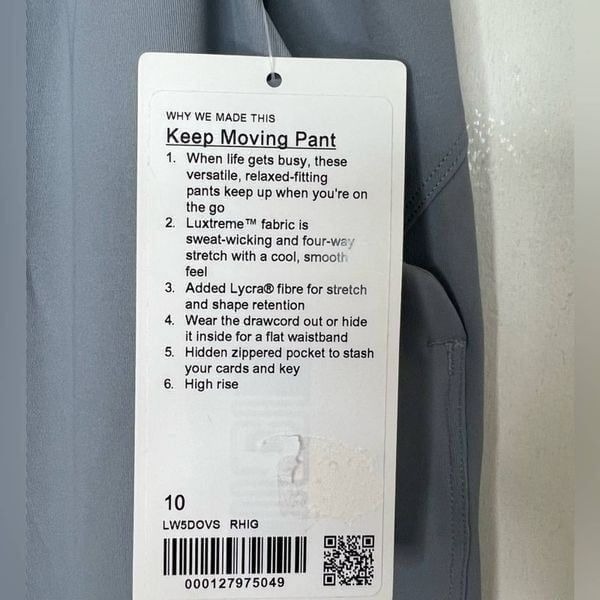 WHY WE MADE THIS
Keep Moving Pant
1. When life gets busy, these
versatile, relaxed-fitting
pants keep up when you're on
the go
2. Luxtreme™ fabric is
sweat-wicking and four-way
stretch with a cool, smooth
feel
3. Added Lycra® fibre for stretch
and shape retention
4. Wear the drawcord out or hide
it inside for a flat waistband
5. Hidden zippered pocket to stash
your cards and key
6. High rise
10
LW5DOVS RHIG
000127975049